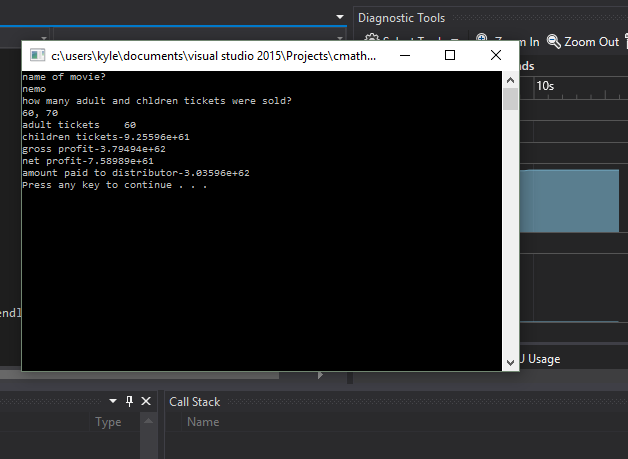 Diagnostic Tools
Select Tools Zoom In Zoom Out
c:\users\kyle\documents\visual studio 2015\Projects\cmath...
nds
10s
name of movie?
nemo
how many adult and chldren tickets were sold?
60, 70
adult tickets    60
children tickets-9.25596e+61
gross profit-3.79494e+62
net profit-7.58989e+61
amount paid to distributor-3.03596e+62
Press any key to continue . . .
endl
U Usage
Call Stack
Type
Name